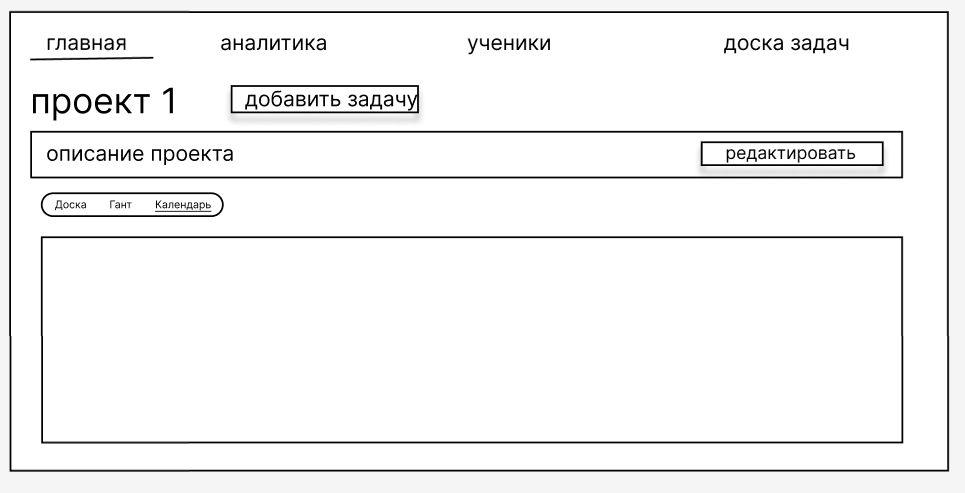 главная аналитика ученики доска задач
проект 1 добавить задачу
описание проекта редактировать
Доска Гант Календарь